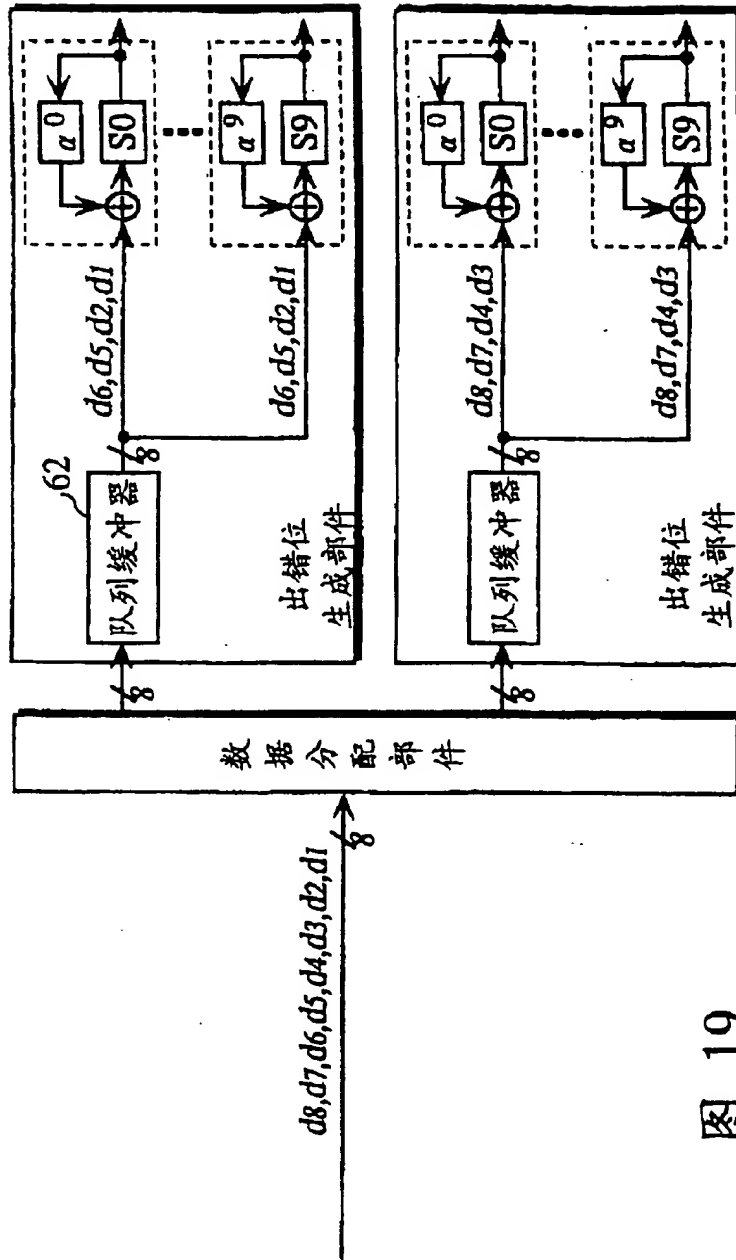 d8,d7,d6,d5,d4,d3,d2,d1
8
数据分配部件
8
62
队列缓冲器
8
d6,d5,d2,d1
α⁰
S0
d6,d5,d2,d1
α⁹
S9
出错位
生成部件
8
队列缓冲器
8
d8,d7,d4,d3
α⁰
S0
d8,d7,d4,d3
α⁹
S9
出错位
生成部件
图 19